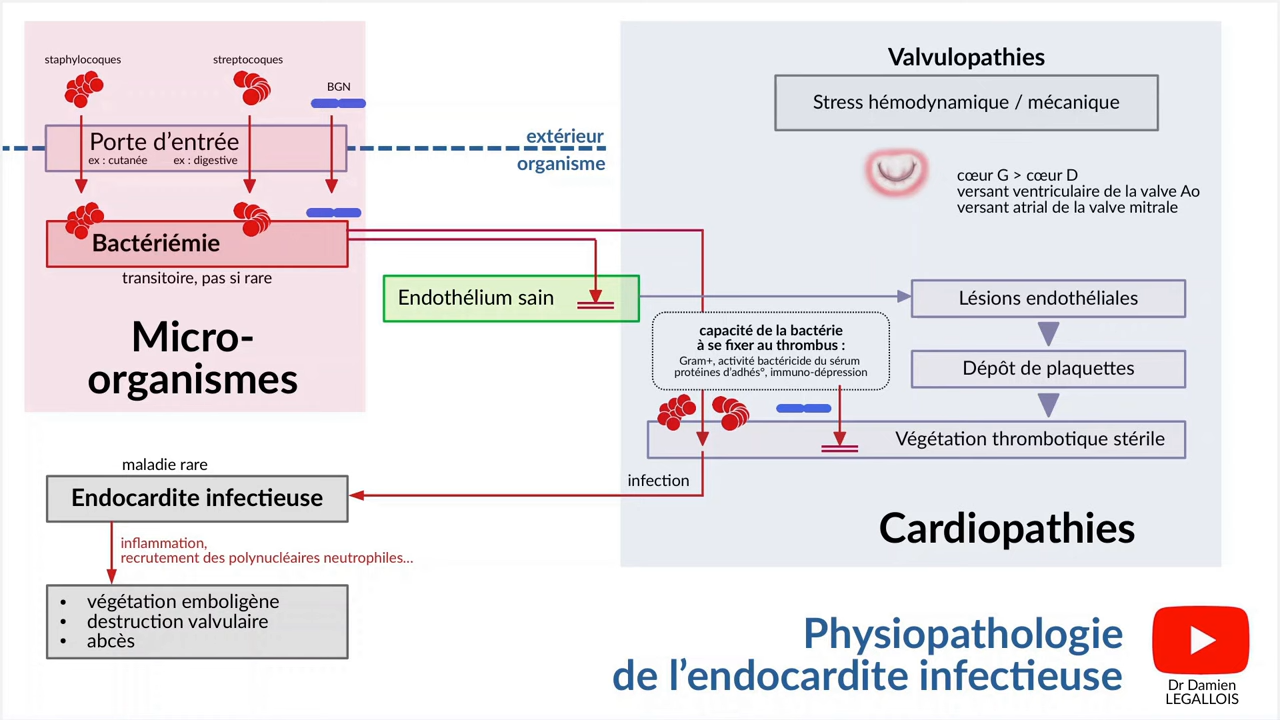 staphylocoques
streptocoques
BGN
Porte d’entrée
ex : cutanée ex : digestive
extérieur
organisme
Bactériémie
transitoire, pas si rare
Micro-
organismes
Endothélium sain
Valvulopathies
Stress hémodynamique / mécanique
cœur G > cœur D
versant ventriculaire de la valve Ao
versant atrial de la valve mitrale
Lésions endothéliales
capacité de la bactérie
à se fixer au thrombus :
Gram+, activité bactéricide du sérum
protéines d’adhés°, immuno-dépression
Dépôt de plaquettes
Végétation thrombotique stérile
infection
Cardiopathies
maladie rare
Endocardite infectieuse
inflammation,
recrutement des polynucléaires neutrophiles...
• végétation emboligène
• destruction valvulaire
• abcès
Physiopathologie
de l’endocardite infectieuse
Dr Damien
LEGALLOIS